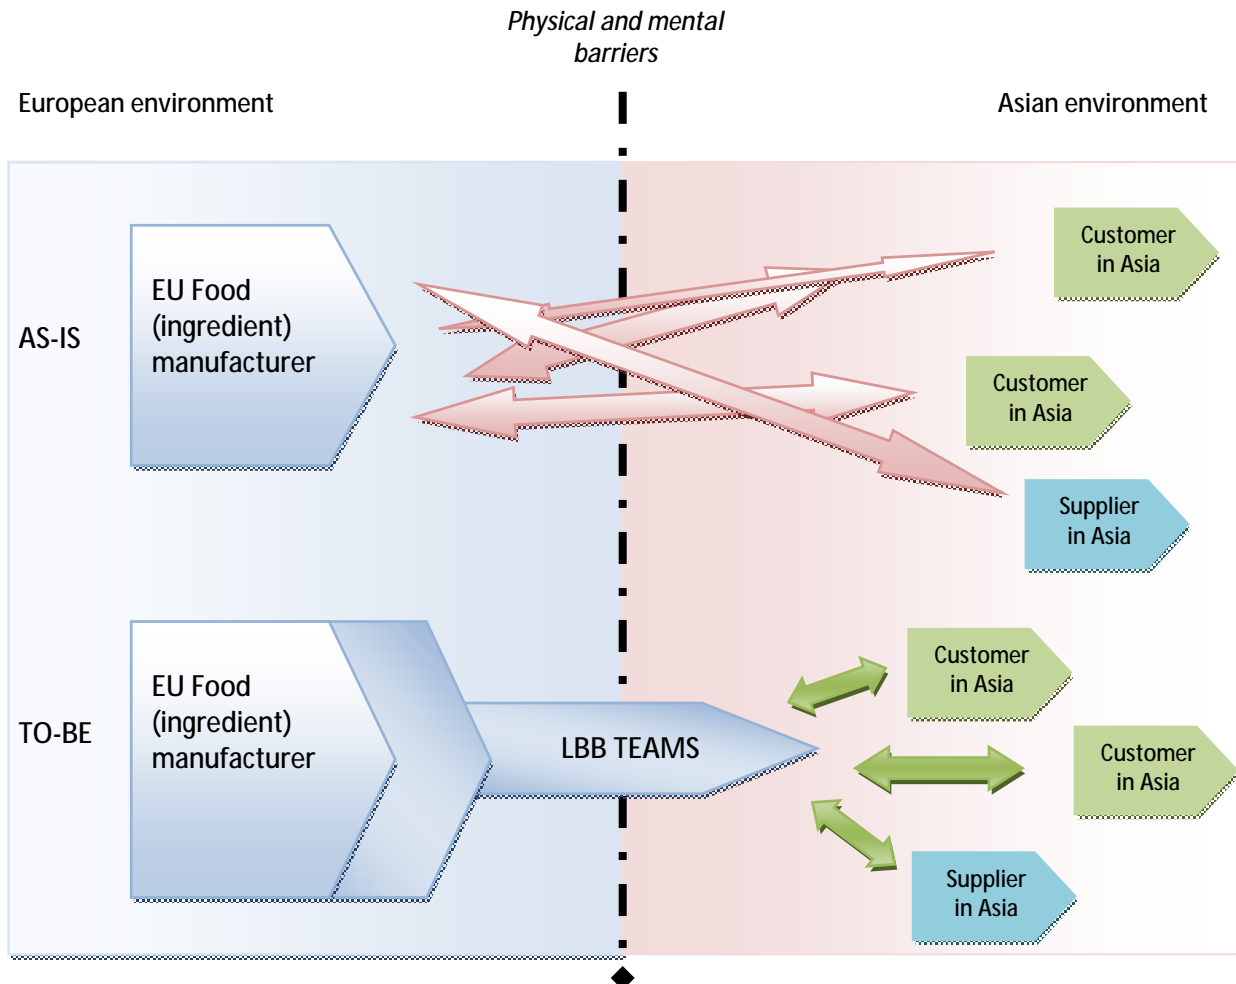 Physical and mental
barriers
European environment
Asian environment
AS-IS
EU Food
(ingredient)
manufacturer
Customer
in Asia
Customer
in Asia
Supplier
in Asia
TO-BE
EU Food
(ingredient)
manufacturer
LBB TEAMS
Customer
in Asia
Customer
in Asia
Supplier
in Asia